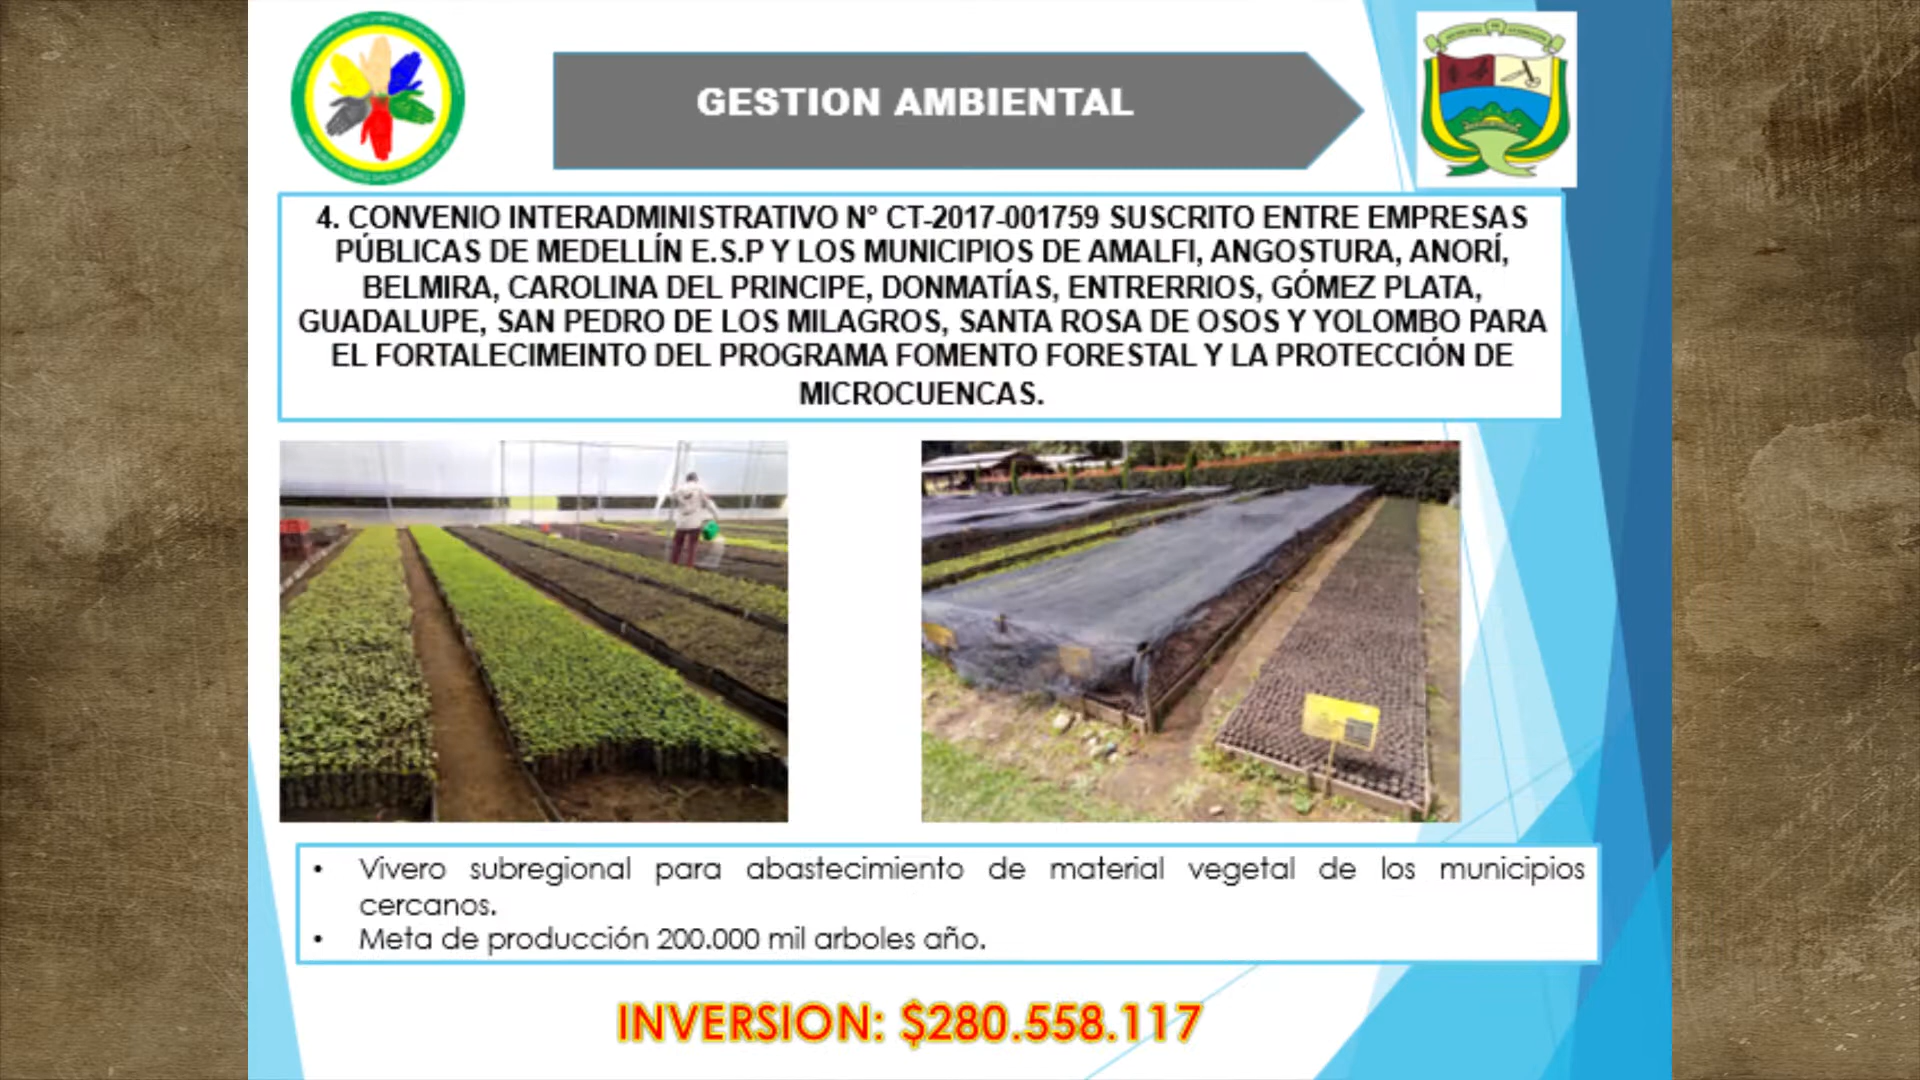 GESTION AMBIENTAL
4. CONVENIO INTERADMINISTRATIVO N° CT-2017-001759 SUSCRITO ENTRE EMPRESAS
PÚBLICAS DE MEDELLÍN E.S.P Y LOS MUNICIPIOS DE AMALFI, ANGOSTURA, ANORÍ,
BELMIRA, CAROLINA DEL PRINCIPE, DONMATÍAS, ENTRERRIOS, GÓMEZ PLATA,
GUADALUPE, SAN PEDRO DE LOS MILAGROS, SANTA ROSA DE OSOS Y YOLOMBO PARA
EL FORTALECIMEINTO DEL PROGRAMA FOMENTO FORESTAL Y LA PROTECCIÓN DE
MICROCUENCAS.
• Vivero subregional para abastecimiento de material vegetal de los municipios
cercanos.
• Meta de producción 200.000 mil arboles año.
INVERSION: $280.558.117